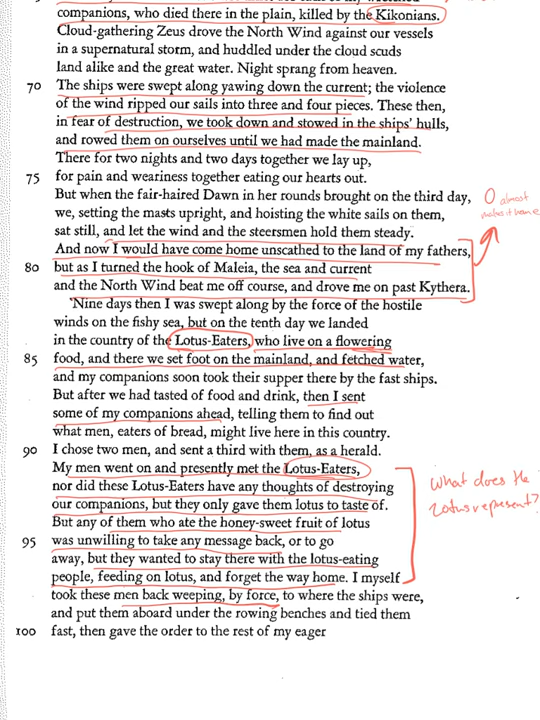 companions, who died there in the plain, killed by the Kikonians.
Cloud-gathering Zeus drove the North Wind against our vessels
in a supernatural storm, and huddled under the cloud scuds
land alike and the great water. Night sprang from heaven.
70 The ships were swept along yawing down the current; the violence
of the wind ripped our sails into three and four pieces. These then,
in fear of destruction, we took down and stowed in the ships' hulls,
and rowed them on ourselves until we had made the mainland.
There for two nights and two days together we lay up,
75 for pain and weariness together eating our hearts out.
But when the fair-haired Dawn in her rounds brought on the third day,
we, setting the masts upright, and hoisting the white sails on them,
sat still, and let the wind and the steersmen hold them steady.
And now I would have come home unscathed to the land of my fathers,
80 but as I turned the hook of Maleia, the sea and current
and the North Wind beat me off course, and drove me on past Kythera.
'Nine days then I was swept along by the force of the hostile
winds on the fishy sea, but on the tenth day we landed
in the country of the Lotus-Eaters, who live on a flowering
85 food, and there we set foot on the mainland, and fetched water,
and my companions soon took their supper there by the fast ships.
But after we had tasted of food and drink, then I sent
some of my companions ahead, telling them to find out
what men, eaters of bread, might live here in this country.
90 I chose two men, and sent a third with them, as a herald.
My men went on and presently met the Lotus-Eaters,
nor did these Lotus-Eaters have any thoughts of destroying
our companions, but they only gave them lotus to taste of.
But any of them who ate the honey-sweet fruit of lotus
95 was unwilling to take any message back, or to go
away, but they wanted to stay there with the lotus-eating
people, feeding on lotus, and forget the way home. I myself
took these men back weeping, by force, to where the ships were,
and put them aboard under the rowing benches and tied them
100 fast, then gave the order to the rest of my eager
O almost
makes it home
What does the
lotus represent?